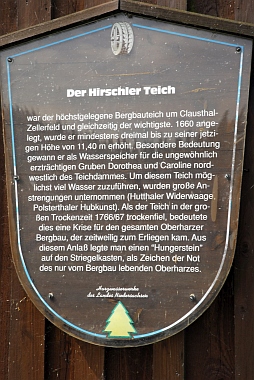 Der Hirschler Teich
war der höchstgelegene Bergbauteich um Clausthal-
Zellerfeld und gleichzeitig der wichtigste. 1660 ange-
legt, wurde er mindestens dreimal bis zu seiner jetzi-
gen Höhe von 11,40 m erhöht. Besondere Bedeutung
gewann er als Wasserspeicher für die ungewöhnlich
erzträchtigen Gruben Dorothea und Caroline nord-
westlich des Teichdammes. Um diesem Teich mög-
lichst viel Wasser zuzuführen, wurden große An-
strengungen unternommen (Hutthaler Widerwaage,
Polsterthaler Hubkunst). Als der Teich in der gro-
ßen Trockenzeit 1766/67 trockenfiel, bedeutete
dies eine Krise für den gesamten Oberharzer
Bergbau, der zeitweilig zum Erliegen kam. Aus
diesem Anlaß legte man einen "Hungerstein"
auf den Striegelkasten, als Zeichen der Not
des nur vom Bergbau lebenden Oberharzes.
Harzwasserwerke
des Landes Niedersachsen